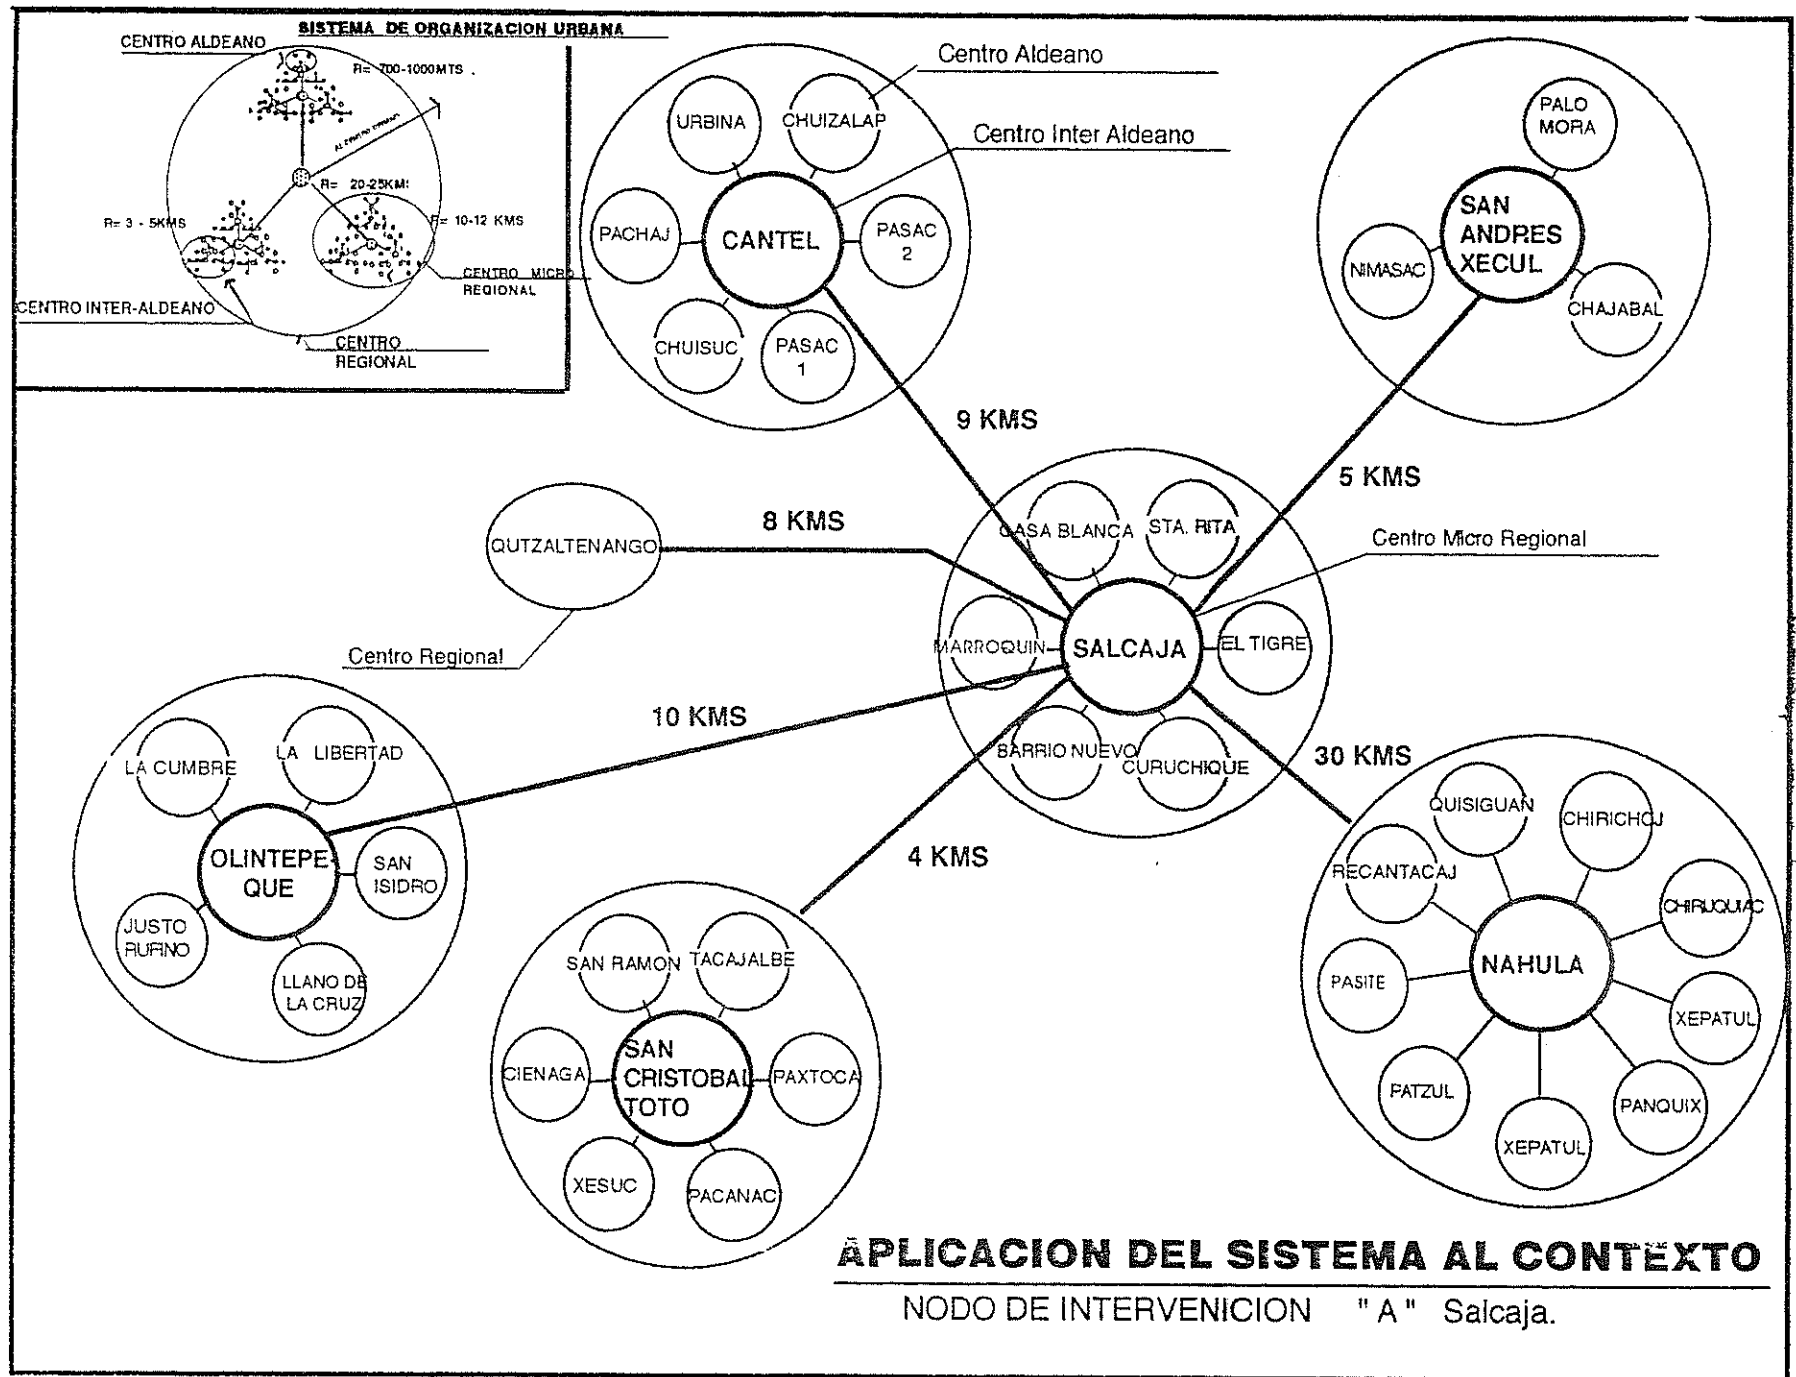 SISTEMA DE ORGANIZACION URBANA
CENTRO ALDEANO
R= 700-1000MTS
R= 20-25KM
R= 3 - 5KMS
R= 10-12 KMS
CENTRO MICRO
REGIONAL
CENTRO INTER-ALDEANO
CENTRO
REGIONAL
Centro Aldeano
Centro Inter Aldeano
URBINA
CHUIZALAP
PACHAJ
CANTEL
PASAC
2
CHUISUC
PASAC
1
PALO
MORA
SAN
ANDRES
XECUL
NIMASAC
CHAJABAL
9 KMS
5 KMS
8 KMS
QUTZALTENANGO
Centro Regional
CASA BLANCA
STA. RITA
Centro Micro Regional
MARROQUIN
SALCAJA
EL TIGRE
BARRIO NUEVO
CURUCHIQUE
10 KMS
30 KMS
4 KMS
LA CUMBRE
LA LIBERTAD
OLINTEPE-
QUE
SAN
ISIDRO
JUSTO
RUFINO
LLANO DE
LA CRUZ
SAN RAMON
TACAJALBE
CIENAGA
SAN
CRISTOBAL
TOTO
PAXTOCA
XESUC
PACANAC
QUISIGUAN
CHIRICHOJ
RECANTACAJ
CHIRUQUIAC
PASITE
NAHULA
XEPATUL
PATZUL
PANQUIX
XEPATUL
APLICACION DEL SISTEMA AL CONTEXTO
NODO DE INTERVENICION " A " Salcaja.